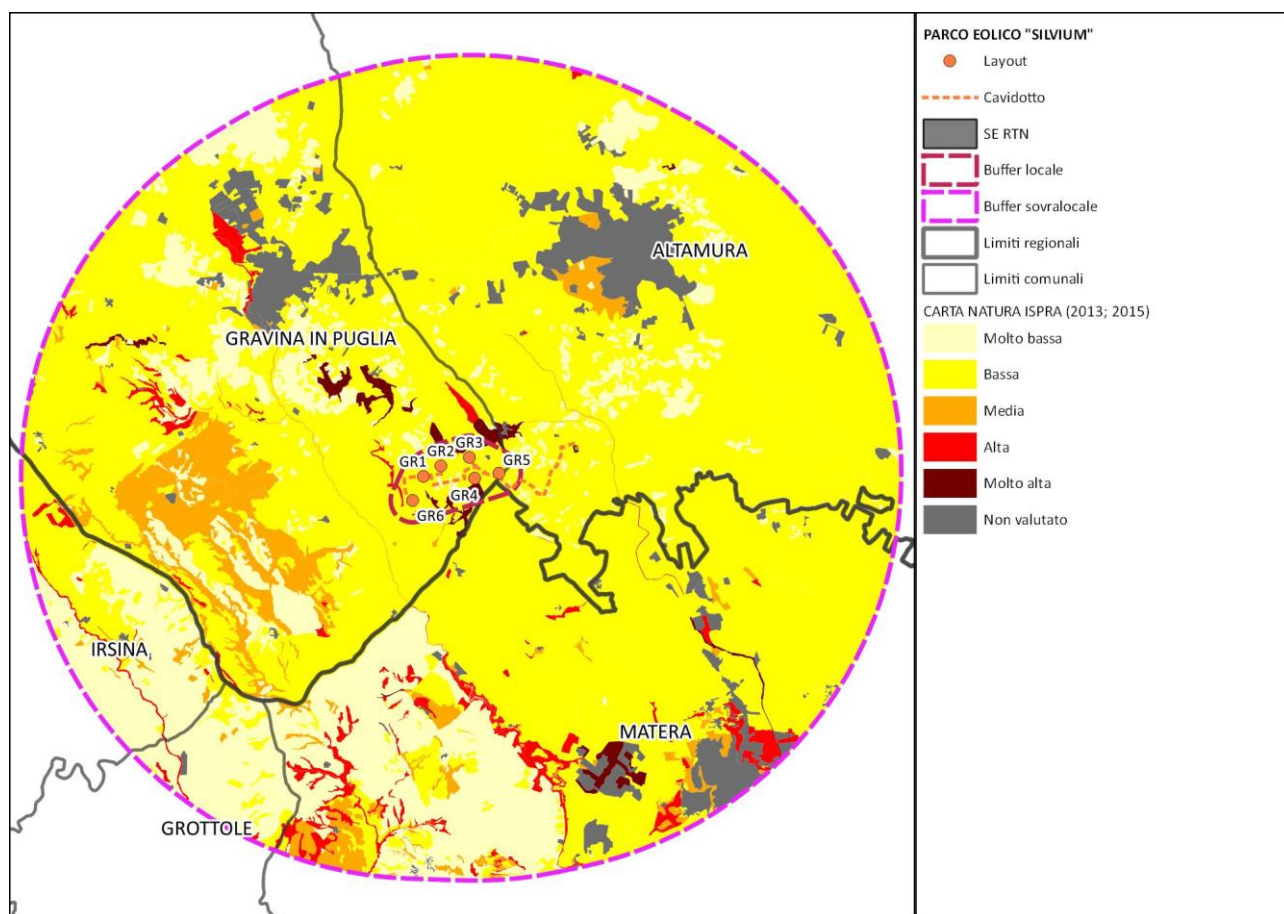 ALTAMURA
GRAVINA IN PUGLIA
GR3
GR2
GR1
GR5
GR4
GR6
IRSINA
MATERA
GROTTOLE
PARCO EOLICO "SILVIUM"
Layout
Cavidotto
SE RTN
Buffer locale
Buffer sovralocale
Limiti regionali
Limiti comunali
CARTA NATURA ISPRA (2013; 2015)
Molto bassa
Bassa
Media
Alta
Molto alta
Non valutato